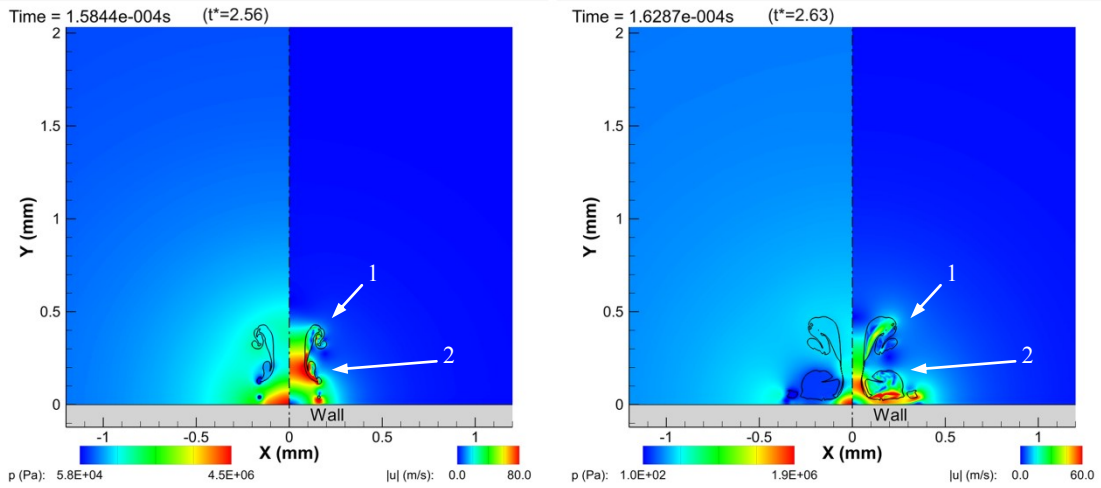 Time = 1.5844e-004s (t*=2.56)
2
1.5
1
0.5
0
Y (mm)
1
2
Wall
-1 -0.5 0 0.5 1
X (mm)
p (Pa): 5.8E+04 4.5E+06 |u| (m/s): 0.0 80.0
Time = 1.6287e-004s (t*=2.63)
2
1.5
1
0.5
0
Y (mm)
1
2
Wall
-1 -0.5 0 0.5 1
X (mm)
p (Pa): 1.0E+02 1.9E+06 |u| (m/s): 0.0 60.0